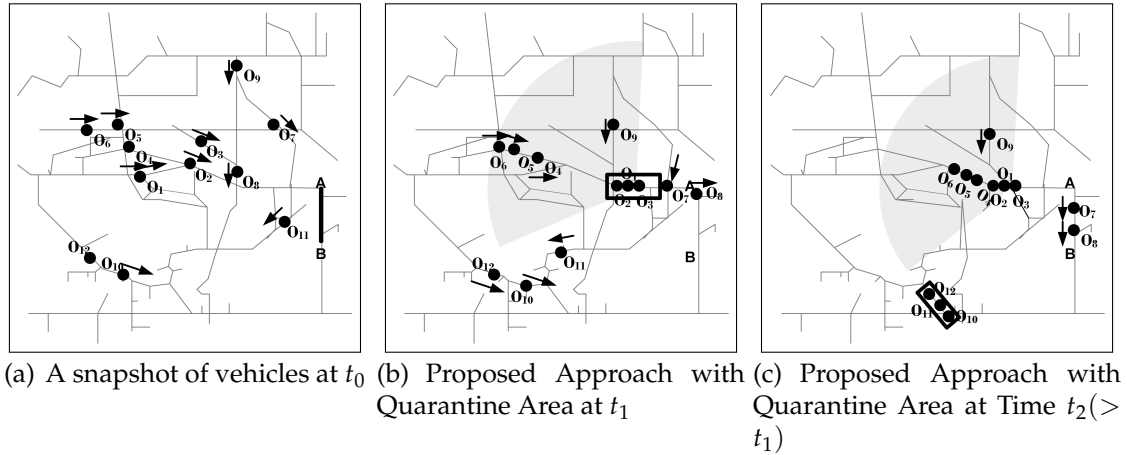 O₉
O₅
O₇
O₆
O₃
O₄
O₂
O₁
O₈
A
O₁₁
B
O₁₂
O₁₀
(a) A snapshot of vehicles at t₀
O₉
O₆
O₅
O₄
O₁
A
O₇
O₈
O₂
O₃
O₁₁
B
O₁₂
O₁₀
(b) Proposed Approach with
Quarantine Area at t₁
O₉
O₆
O₁
O₅
A
O₂
O₃
O₇
O₈
B
O₁₂
O₁₁
O₁₀
(c) Proposed Approach with
Quarantine Area at Time t₂(>
t₁)